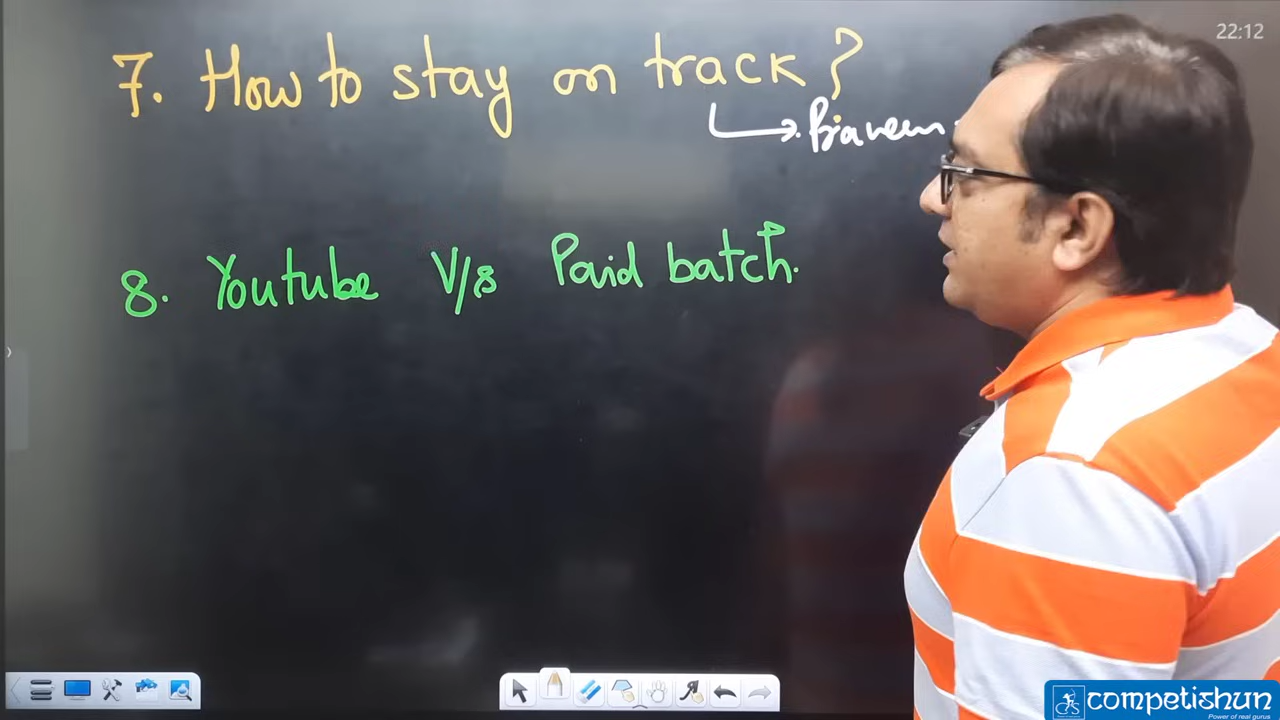 22:12
7. How to stay on track?
Praveen
8. Youtube V/s Paid batch.
competishun
Power of real gurus